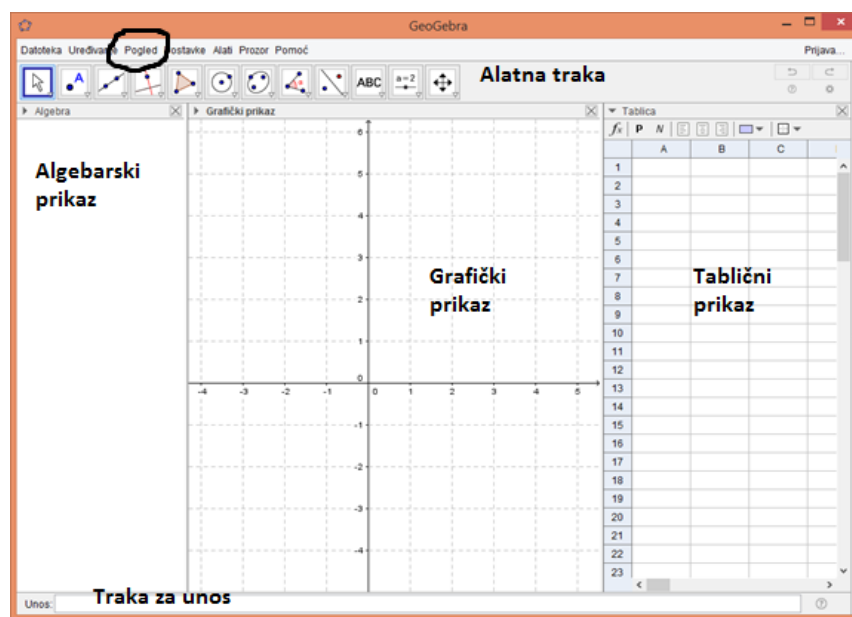 GeoGebra
Datoteka Uređivanje Pogled Postavke Alati Prozor Pomoć Prijava...
ABC a=2 Alatna traka
Algebra Grafički prikaz Tablica
fx P N
A B C
Algebarski
prikaz
Grafički
prikaz
Tablični
prikaz
6
5
4
3
2
1
0
-4 -3 -2 -1 0 1 2 3 4 5
-1
-2
-3
-4
1
2
3
4
5
6
7
8
9
10
11
12
13
14
15
16
17
18
19
20
21
22
23
Traka za unos
Unos: